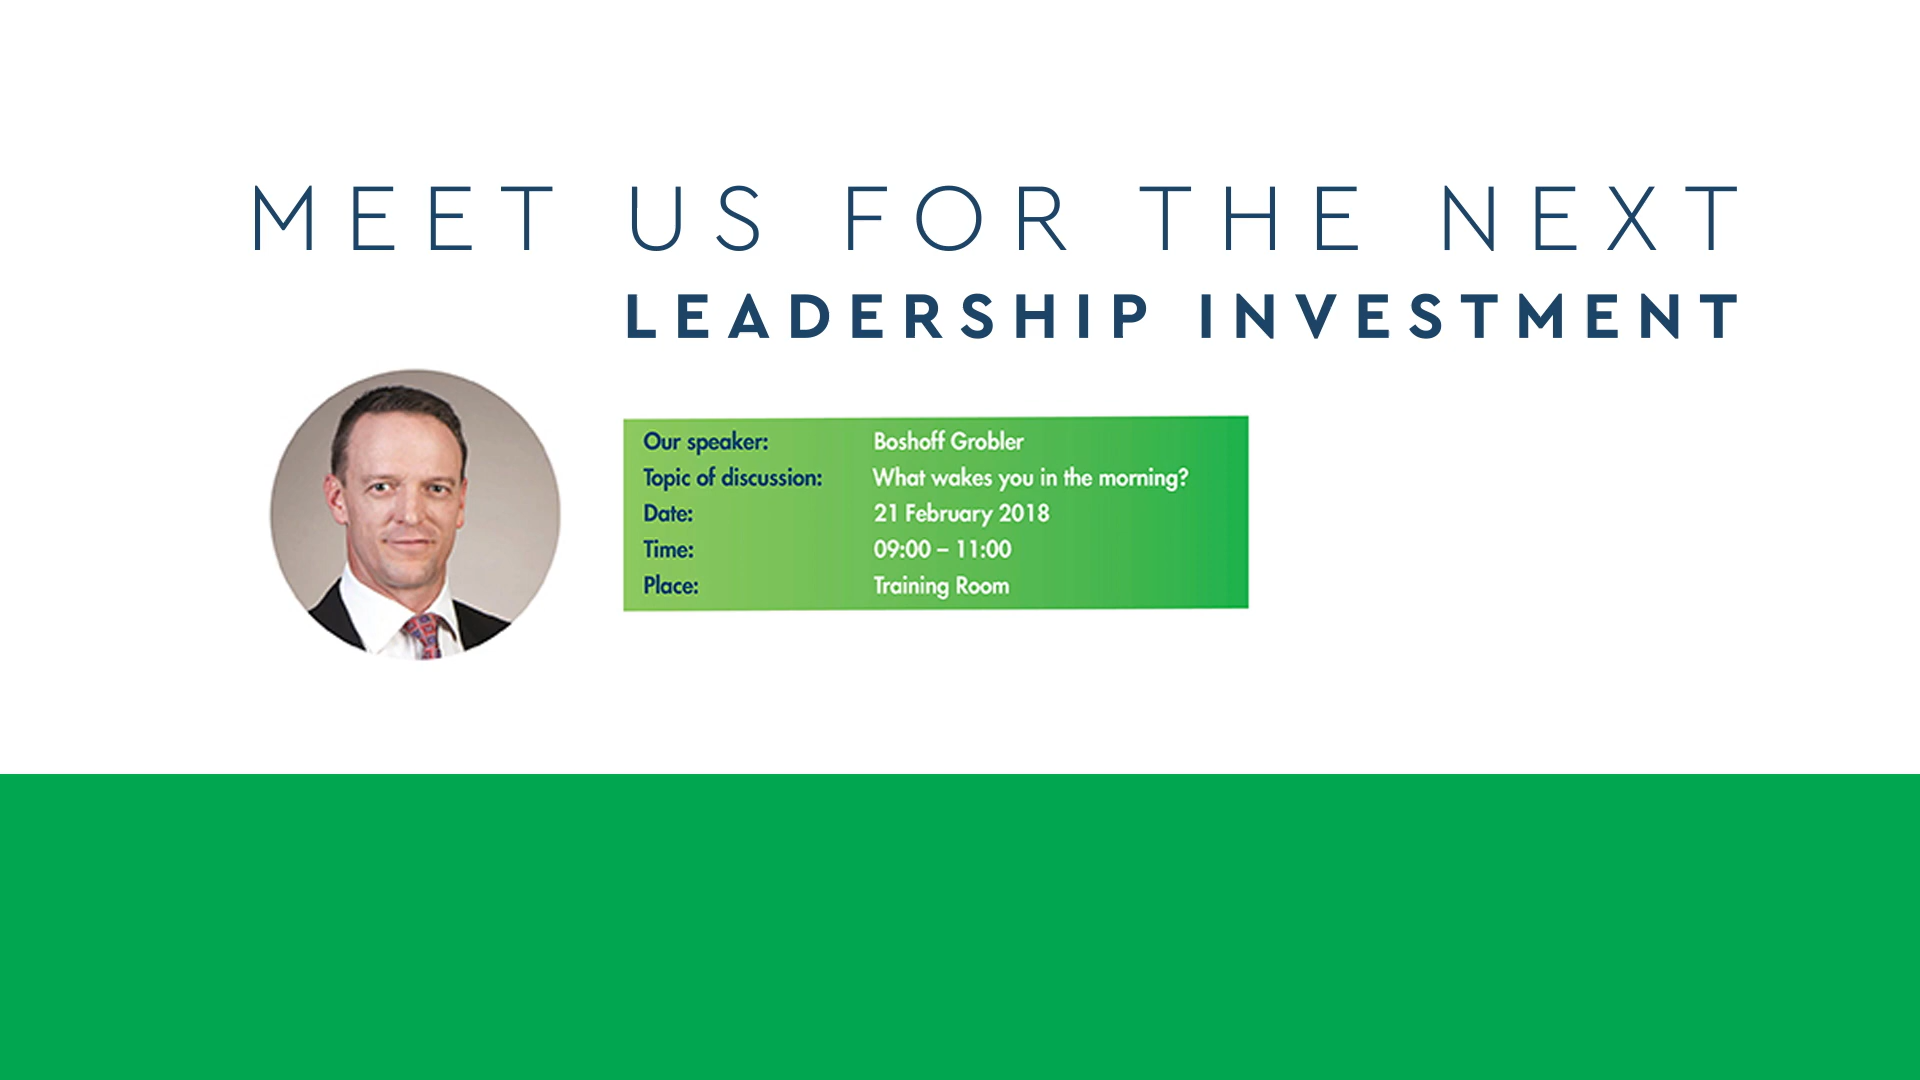 MEET US FOR THE NEXT
LEADERSHIP INVESTMENT
Our speaker: Boshoff Grobler
Topic of discussion: What wakes you in the morning?
Date: 21 February 2018
Time: 09:00 – 11:00
Place: Training Room